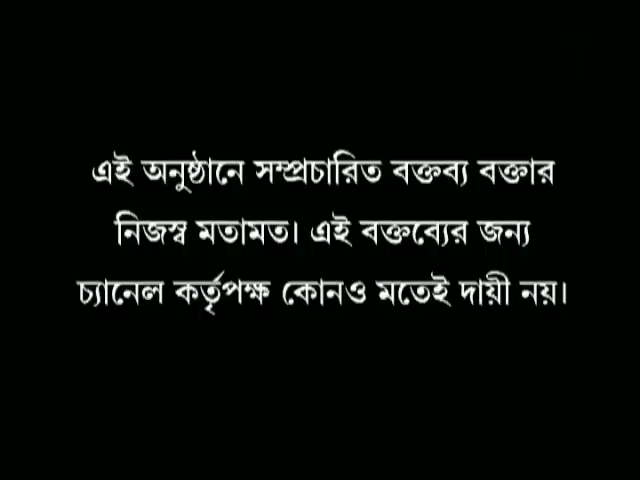 এই অনুষ্ঠানে সম্প্রচারিত বক্তব্য বক্তার
নিজস্ব মতামত। এই বক্তব্যের জন্য
চ্যানেল কর্তৃপক্ষ কোনও মতেই দায়ী নয়।